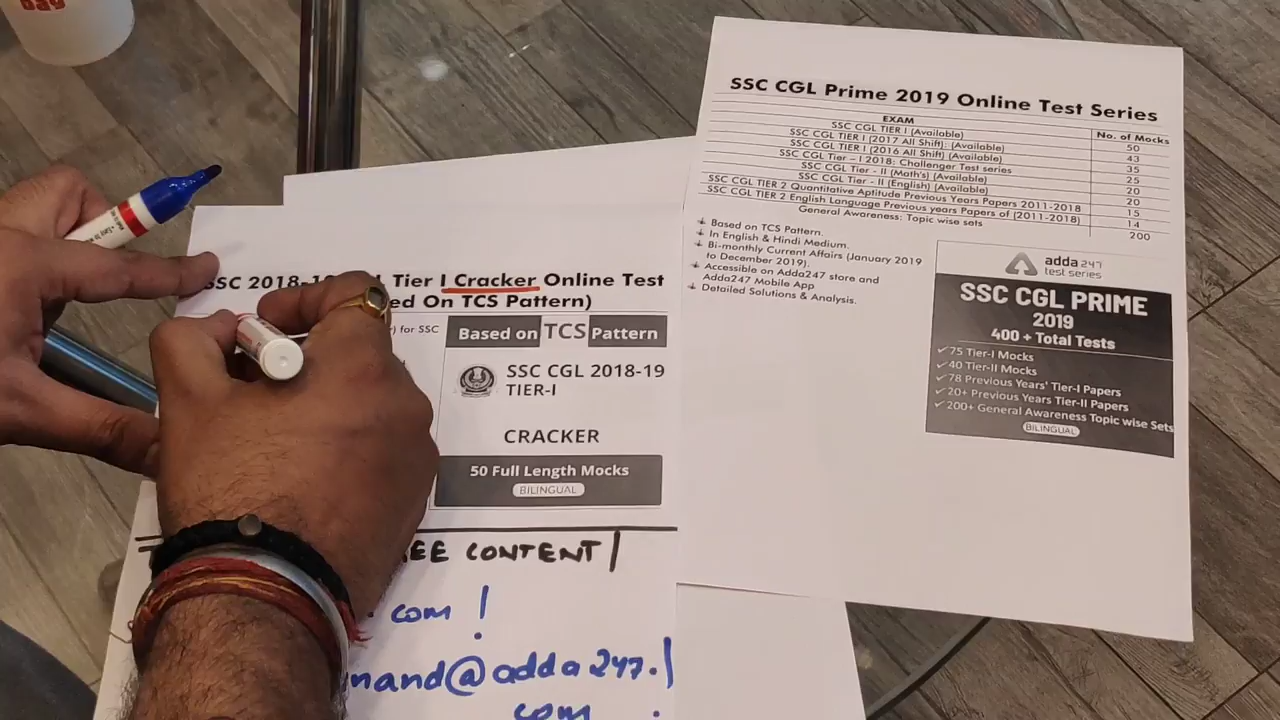 SSC CGL Prime 2019 Online Test Series
EXAM No. of Mocks
SSC CGL TIER I (Available) 50
SSC CGL TIER I (2017 All Shift): (Available) 43
SSC CGL TIER I (2016 All Shift) (Available) 35
SSC CGL Tier – I 2018: Challenger Test series 25
SSC CGL Tier - II (Math's) (Available) 20
SSC CGL Tier - II (English) (Available) 20
SSC CGL TIER 2 Quantitative Aptitude Previous Years Papers 2011-2018 15
SSC CGL TIER 2 English Language Previous years Papers of (2011-2018) 14
General Awareness: Topic wise sets 200
Based on TCS Pattern.
In English & Hindi Medium.
Bi-monthly Current Affairs (January 2019
to December 2019).
Accessible on Adda247 store and
Adda247 Mobile App
Detailed Solutions & Analysis.
adda247
test series
SSC CGL PRIME
2019
400 + Total Tests
75 Tier-I Mocks
40 Tier-II Mocks
78 Previous Years' Tier-I Papers
20+ Previous Years Tier-II Papers
200+ General Awareness Topic wise Sets
BILINGUAL
SSC 2018- Tier I Cracker Online Test
On TCS Pattern)
for SSC
Based on TCS Pattern
SSC CGL 2018-19
TIER-I
CRACKER
50 Full Length Mocks
BILINGUAL
CONTENT
.com !
@adda247.
com .